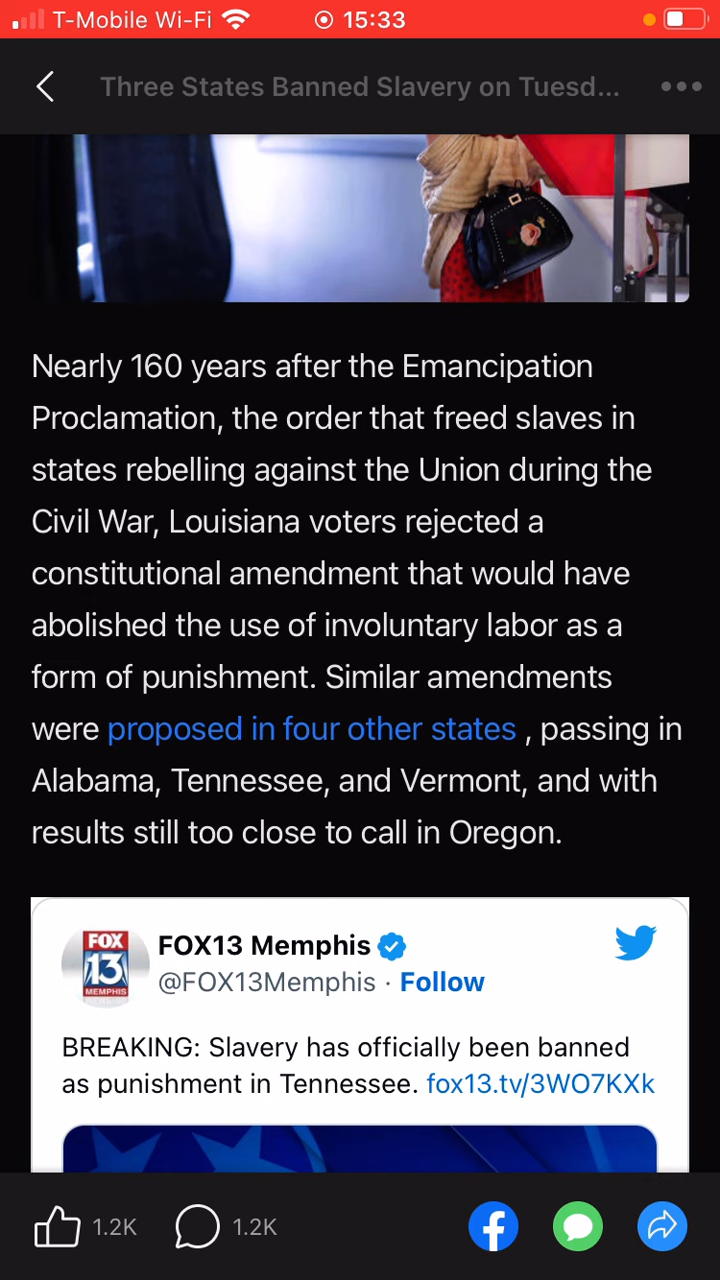 T-Mobile Wi-Fi 15:33
Three States Banned Slavery on Tuesd...
Nearly 160 years after the Emancipation
Proclamation, the order that freed slaves in
states rebelling against the Union during the
Civil War, Louisiana voters rejected a
constitutional amendment that would have
abolished the use of involuntary labor as a
form of punishment. Similar amendments
were proposed in four other states , passing in
Alabama, Tennessee, and Vermont, and with
results still too close to call in Oregon.
FOX
13
MEMPHIS
FOX13 Memphis
@FOX13Memphis · Follow
BREAKING: Slavery has officially been banned
as punishment in Tennessee. fox13.tv/3WO7KXk
1.2K 1.2K